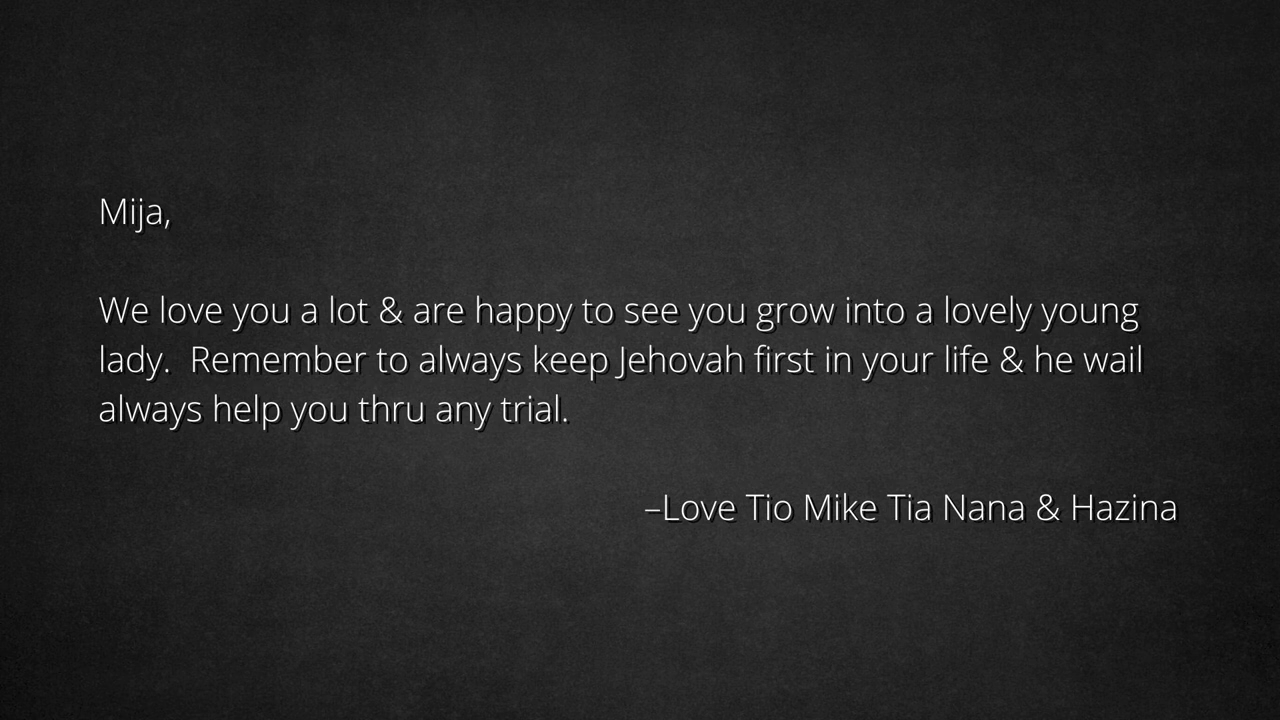 Mija,
We love you a lot & are happy to see you grow into a lovely young
lady.  Remember to always keep Jehovah first in your life & he wail
always help you thru any trial.
–Love Tio Mike Tia Nana & Hazina